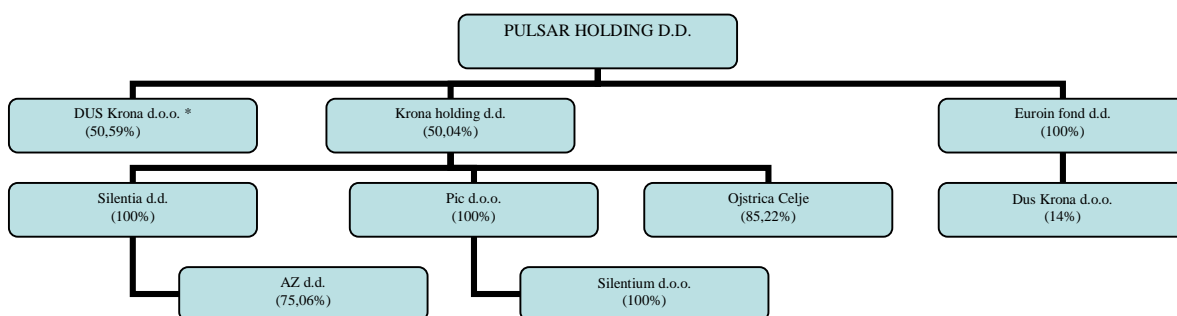 PULSAR HOLDING D.D.
DUS Krona d.o.o. *
(50,59%)
Krona holding d.d.
(50,04%)
Euroin fond d.d.
(100%)
Silentia d.d.
(100%)
Pic d.o.o.
(100%)
Ojstrica Celje
(85,22%)
Dus Krona d.o.o.
(14%)
AZ d.d.
(75,06%)
Silentium d.o.o.
(100%)